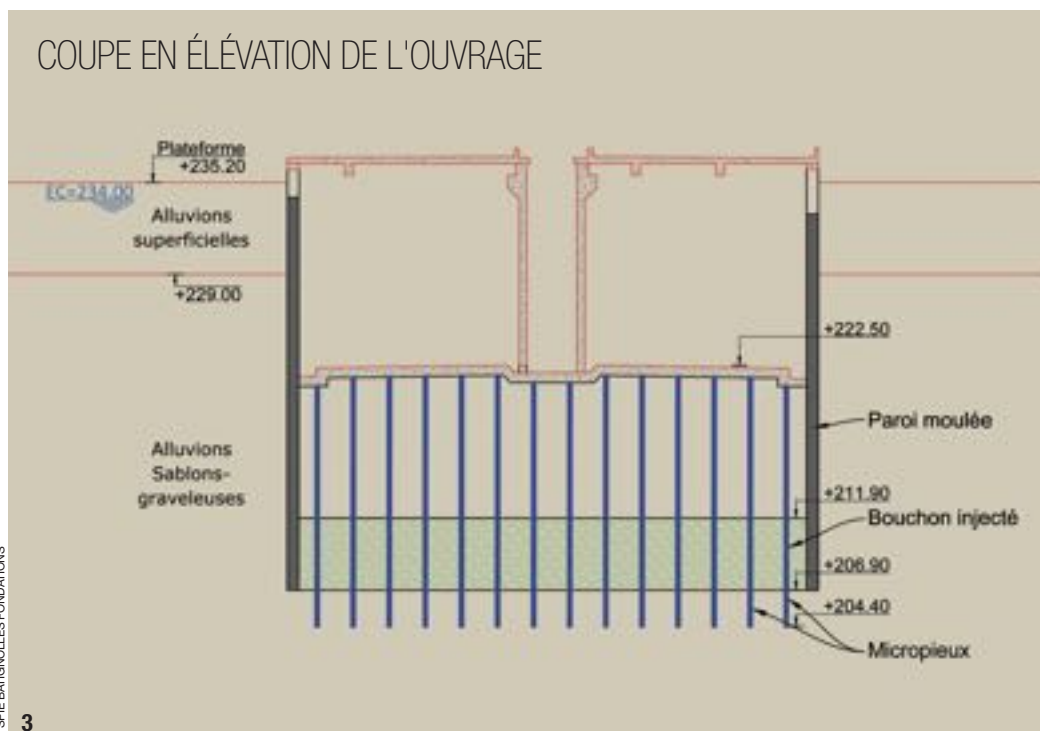 COUPE EN ÉLÉVATION DE L'OUVRAGE
Plateforme
+235.20
EC=234.00
Alluvions
superficielles
+229.00
+222.50
Paroi moulée
Alluvions
Sablons-
graveleuses
+211.90
Bouchon injecté
+206.90
+204.40
Micropieux
SPIE BATIGNOLLES FONDATIONS
3